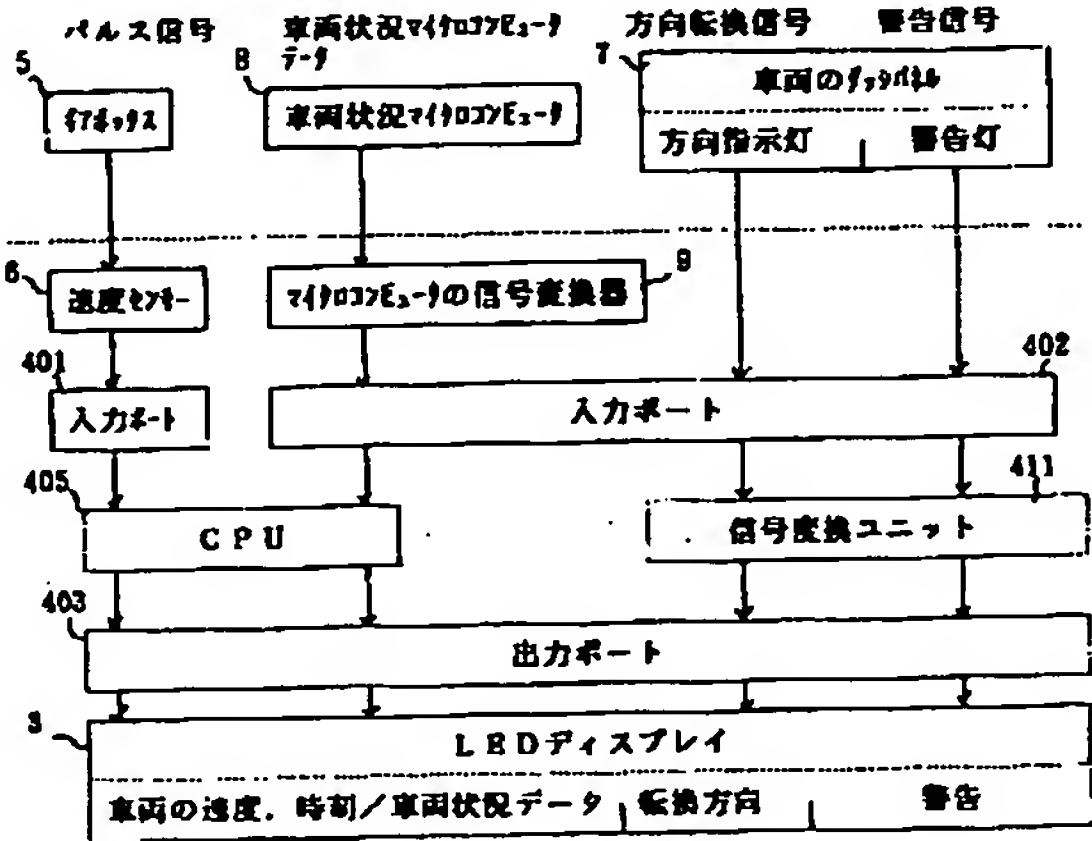 パルス信号
車両状況マイクロコンピュータ
データ
方向転換信号
警告信号
5
8
7
ギアボックス
車両状況マイクロコンピュータ
車両のダッシパネル
方向指示灯
警告灯
6
速度センサー
9
マイクロコンピュータの信号変換器
401
入力ポート
402
入力ポート
405
CPU
411
信号変換ユニット
403
出力ポート
3
LEDディスプレイ
車両の速度.時刻/車両状況データ
転換方向
警告